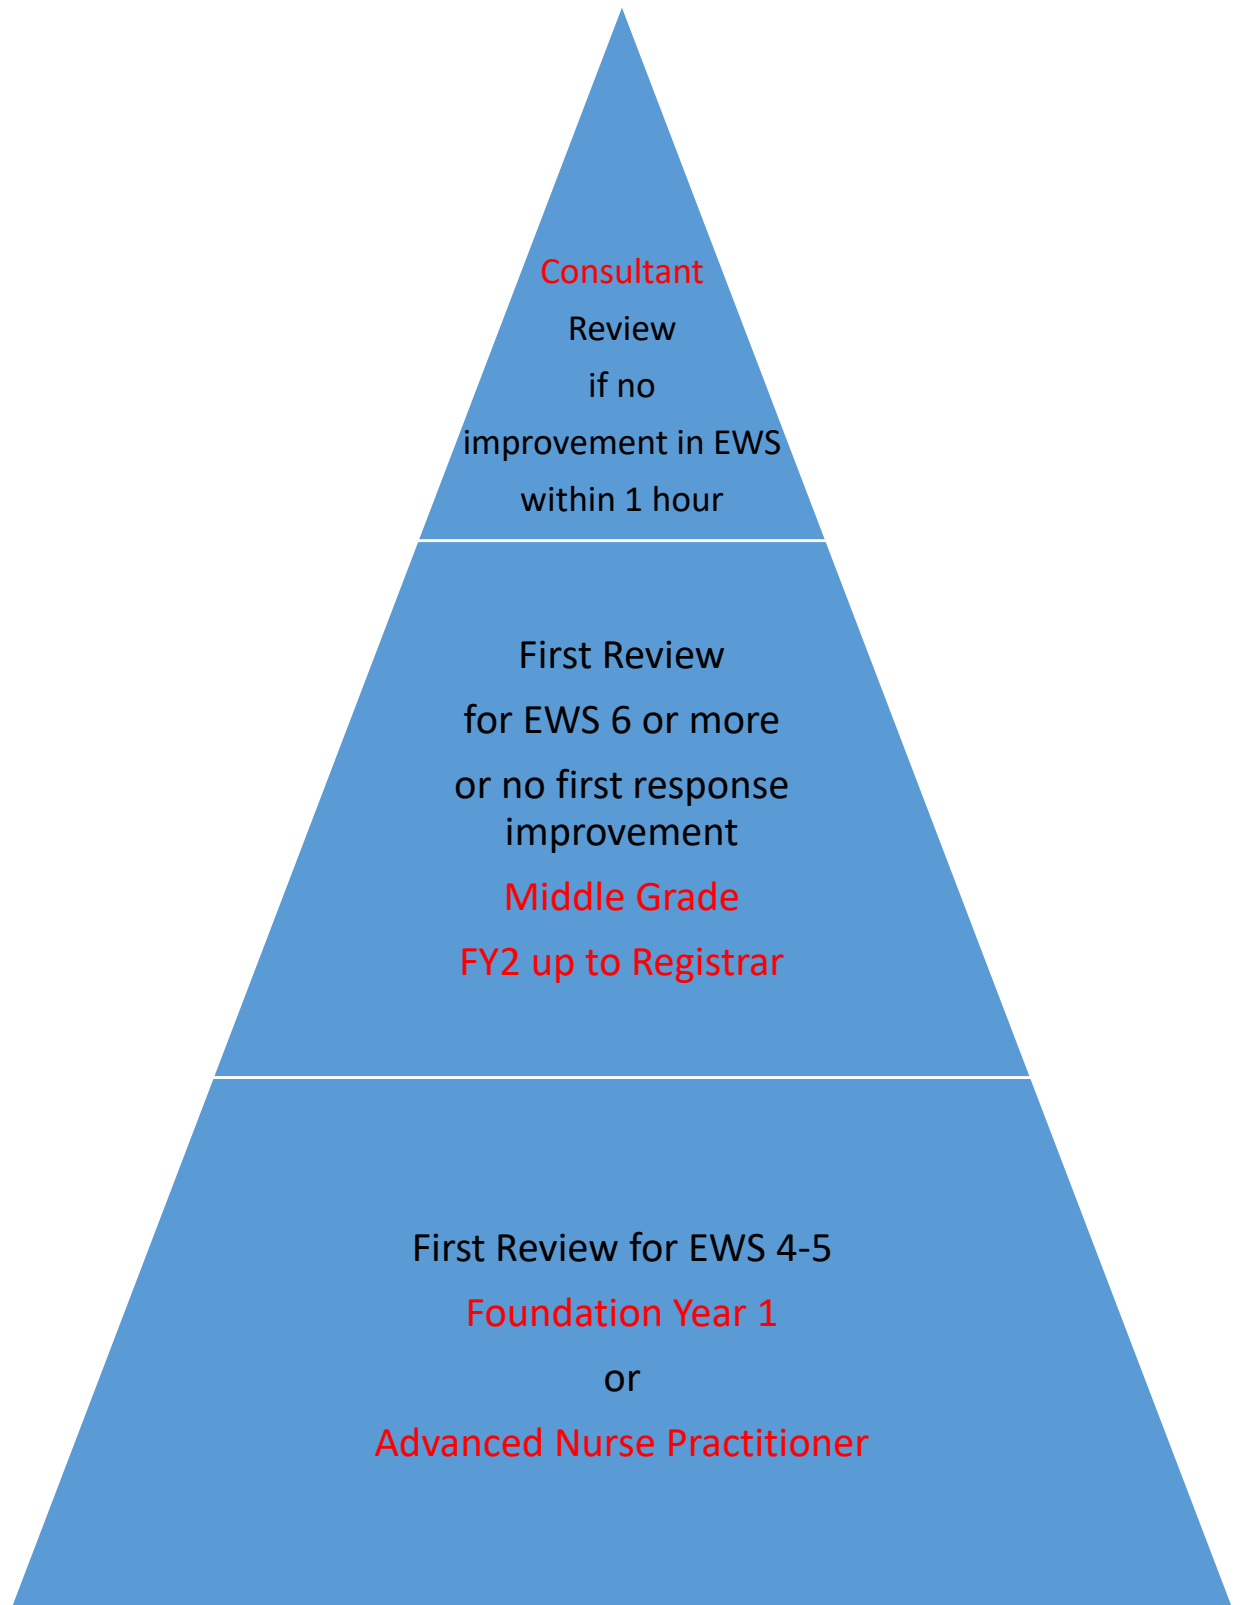 Consultant
Review
if no
improvement in EWS
within 1 hour
First Review
for EWS 6 or more
or no first response
improvement
Middle Grade
FY2 up to Registrar
First Review for EWS 4-5
Foundation Year 1
or
Advanced Nurse Practitioner